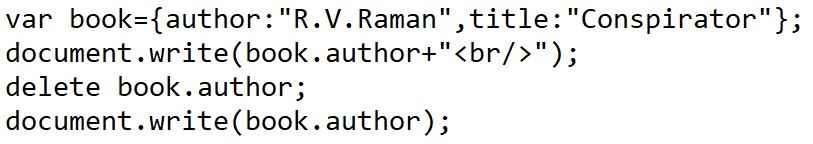 var book={author:"R.V.Raman",title:"Conspirator"};
document.write(book.author+"<br/>");
delete book.author;
document.write(book.author);